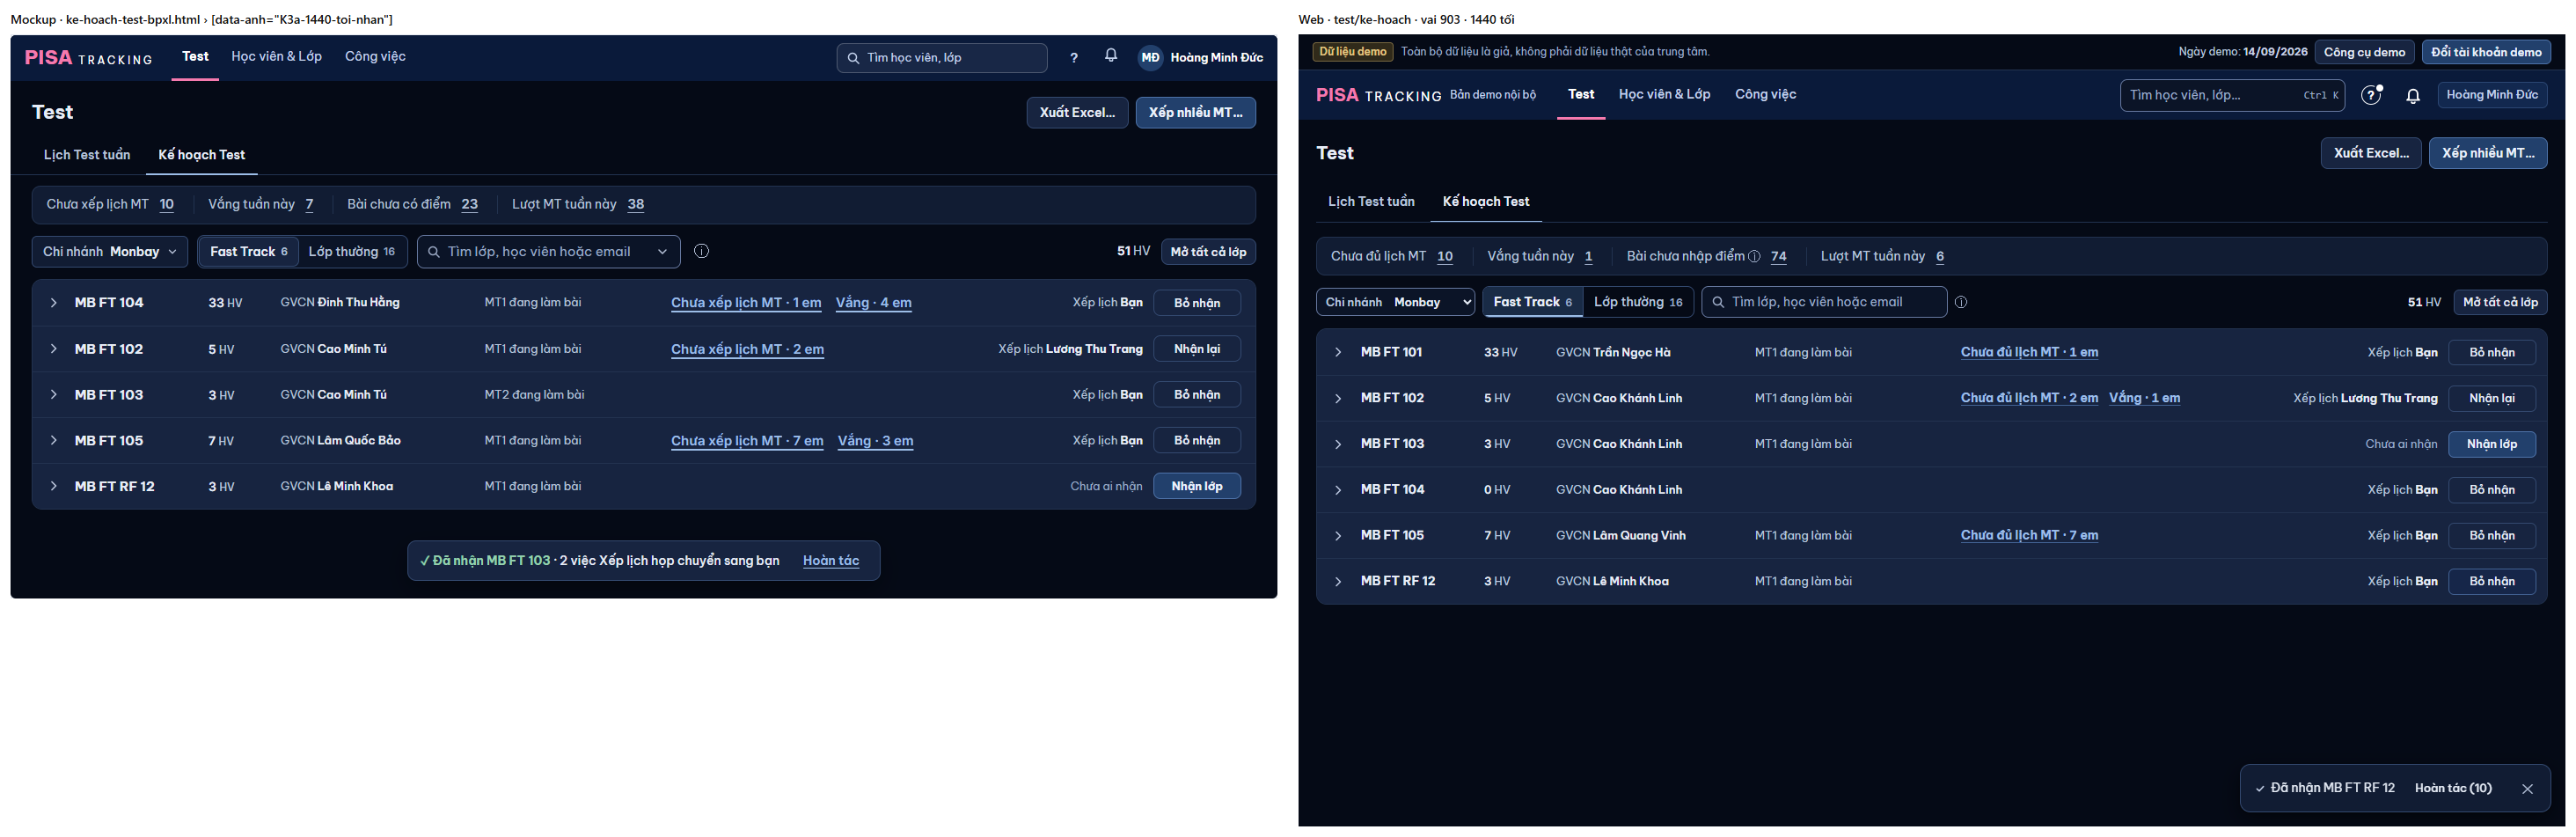 Mockup · ke-hoach-test-bpxl.html › [data-anh="K3a-1440-toi-nhan"]
PISA TRACKING Test Học viên & Lớp Công việc Tìm học viên, lớp ? MĐ Hoàng Minh Đức
Test Xuất Excel... Xếp nhiều MT...
Lịch Test tuần Kế hoạch Test
Chưa xếp lịch MT 10 Vắng tuần này 7 Bài chưa có điểm 23 Lượt MT tuần này 38
Chi nhánh Monbay Fast Track 6 Lớp thường 16 Tìm lớp, học viên hoặc email 51 HV Mở tất cả lớp
MB FT 104 33 HV GVCN Đinh Thu Hằng MT1 đang làm bài Chưa xếp lịch MT · 1 em Vắng · 4 em Xếp lịch Bạn Bỏ nhận
MB FT 102 5 HV GVCN Cao Minh Tú MT1 đang làm bài Chưa xếp lịch MT · 2 em Xếp lịch Lương Thu Trang Nhận lại
MB FT 103 3 HV GVCN Cao Minh Tú MT2 đang làm bài Xếp lịch Bạn Bỏ nhận
MB FT 105 7 HV GVCN Lâm Quốc Bảo MT1 đang làm bài Chưa xếp lịch MT · 7 em Vắng · 3 em Xếp lịch Bạn Bỏ nhận
MB FT RF 12 3 HV GVCN Lê Minh Khoa MT1 đang làm bài Chưa ai nhận Nhận lớp
✓ Đã nhận MB FT 103 · 2 việc Xếp lịch họp chuyển sang bạn Hoàn tác
Web · test/ke-hoach · vai 903 · 1440 tối
Dữ liệu demo Toàn bộ dữ liệu là giả, không phải dữ liệu thật của trung tâm. Ngày demo: 14/09/2026 Công cụ demo Đổi tài khoản demo
PISA TRACKING Bản demo nội bộ Test Học viên & Lớp Công việc Tìm học viên, lớp... Ctrl K ? Hoàng Minh Đức
Test Xuất Excel... Xếp nhiều MT...
Lịch Test tuần Kế hoạch Test
Chưa đủ lịch MT 10 Vắng tuần này 1 Bài chưa nhập điểm 74 Lượt MT tuần này 6
Chi nhánh Monbay Fast Track 6 Lớp thường 16 Tìm lớp, học viên hoặc email 51 HV Mở tất cả lớp
MB FT 101 33 HV GVCN Trần Ngọc Hà MT1 đang làm bài Chưa đủ lịch MT · 1 em Xếp lịch Bạn Bỏ nhận
MB FT 102 5 HV GVCN Cao Khánh Linh MT1 đang làm bài Chưa đủ lịch MT · 2 em Vắng · 1 em Xếp lịch Lương Thu Trang Nhận lại
MB FT 103 3 HV GVCN Cao Khánh Linh MT1 đang làm bài Chưa ai nhận Nhận lớp
MB FT 104 0 HV GVCN Cao Khánh Linh Xếp lịch Bạn Bỏ nhận
MB FT 105 7 HV GVCN Lâm Quang Vinh MT1 đang làm bài Chưa đủ lịch MT · 7 em Xếp lịch Bạn Bỏ nhận
MB FT RF 12 3 HV GVCN Lê Minh Khoa MT1 đang làm bài Xếp lịch Bạn Bỏ nhận
✓ Đã nhận MB FT RF 12 Hoàn tác (10)